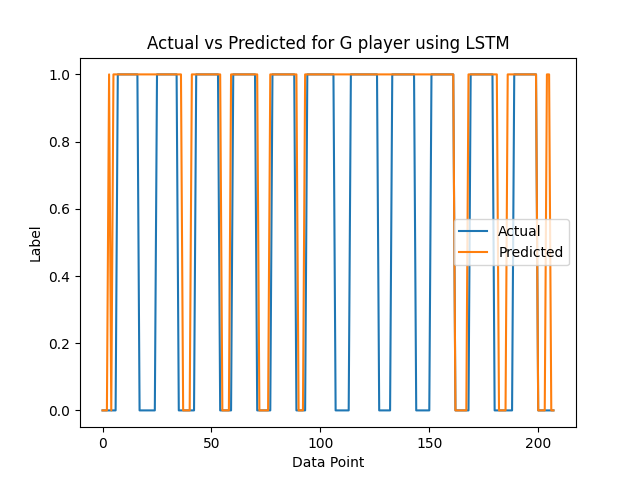 Actual vs Predicted for G player using LSTM
1.0
0.8
0.6
0.4
0.2
0.0
Label
Actual
Predicted
0
50
100
150
200
Data Point